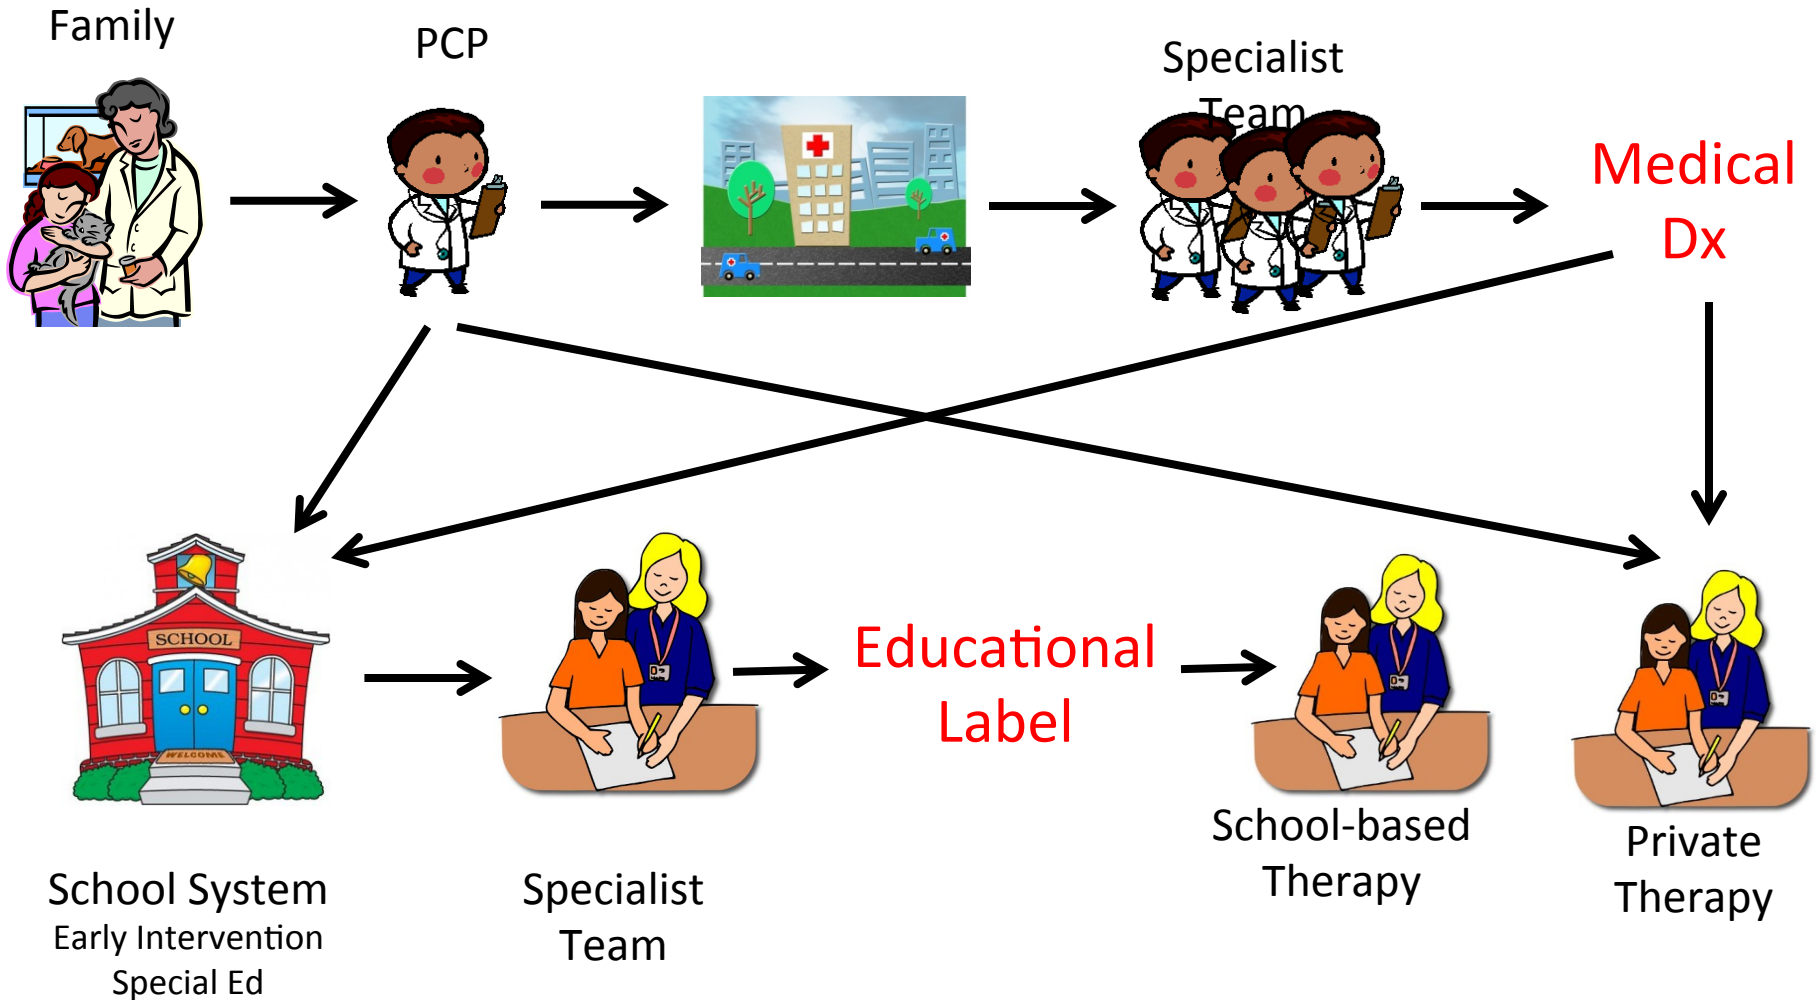 Family
PCP
Specialist
Team
Medical
Dx
SCHOOL
WELCOME
Educational
Label
School System
Early Intervention
Special Ed
Specialist
Team
School-based
Therapy
Private
Therapy